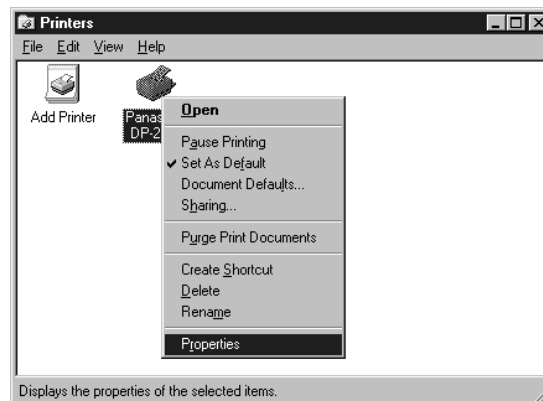 Printers
File Edit View Help
Add Printer
Panas
DP-2
Open
Pause Printing
Set As Default
Document Defaults...
Sharing...
Purge Print Documents
Create Shortcut
Delete
Rename
Properties
Displays the properties of the selected items.